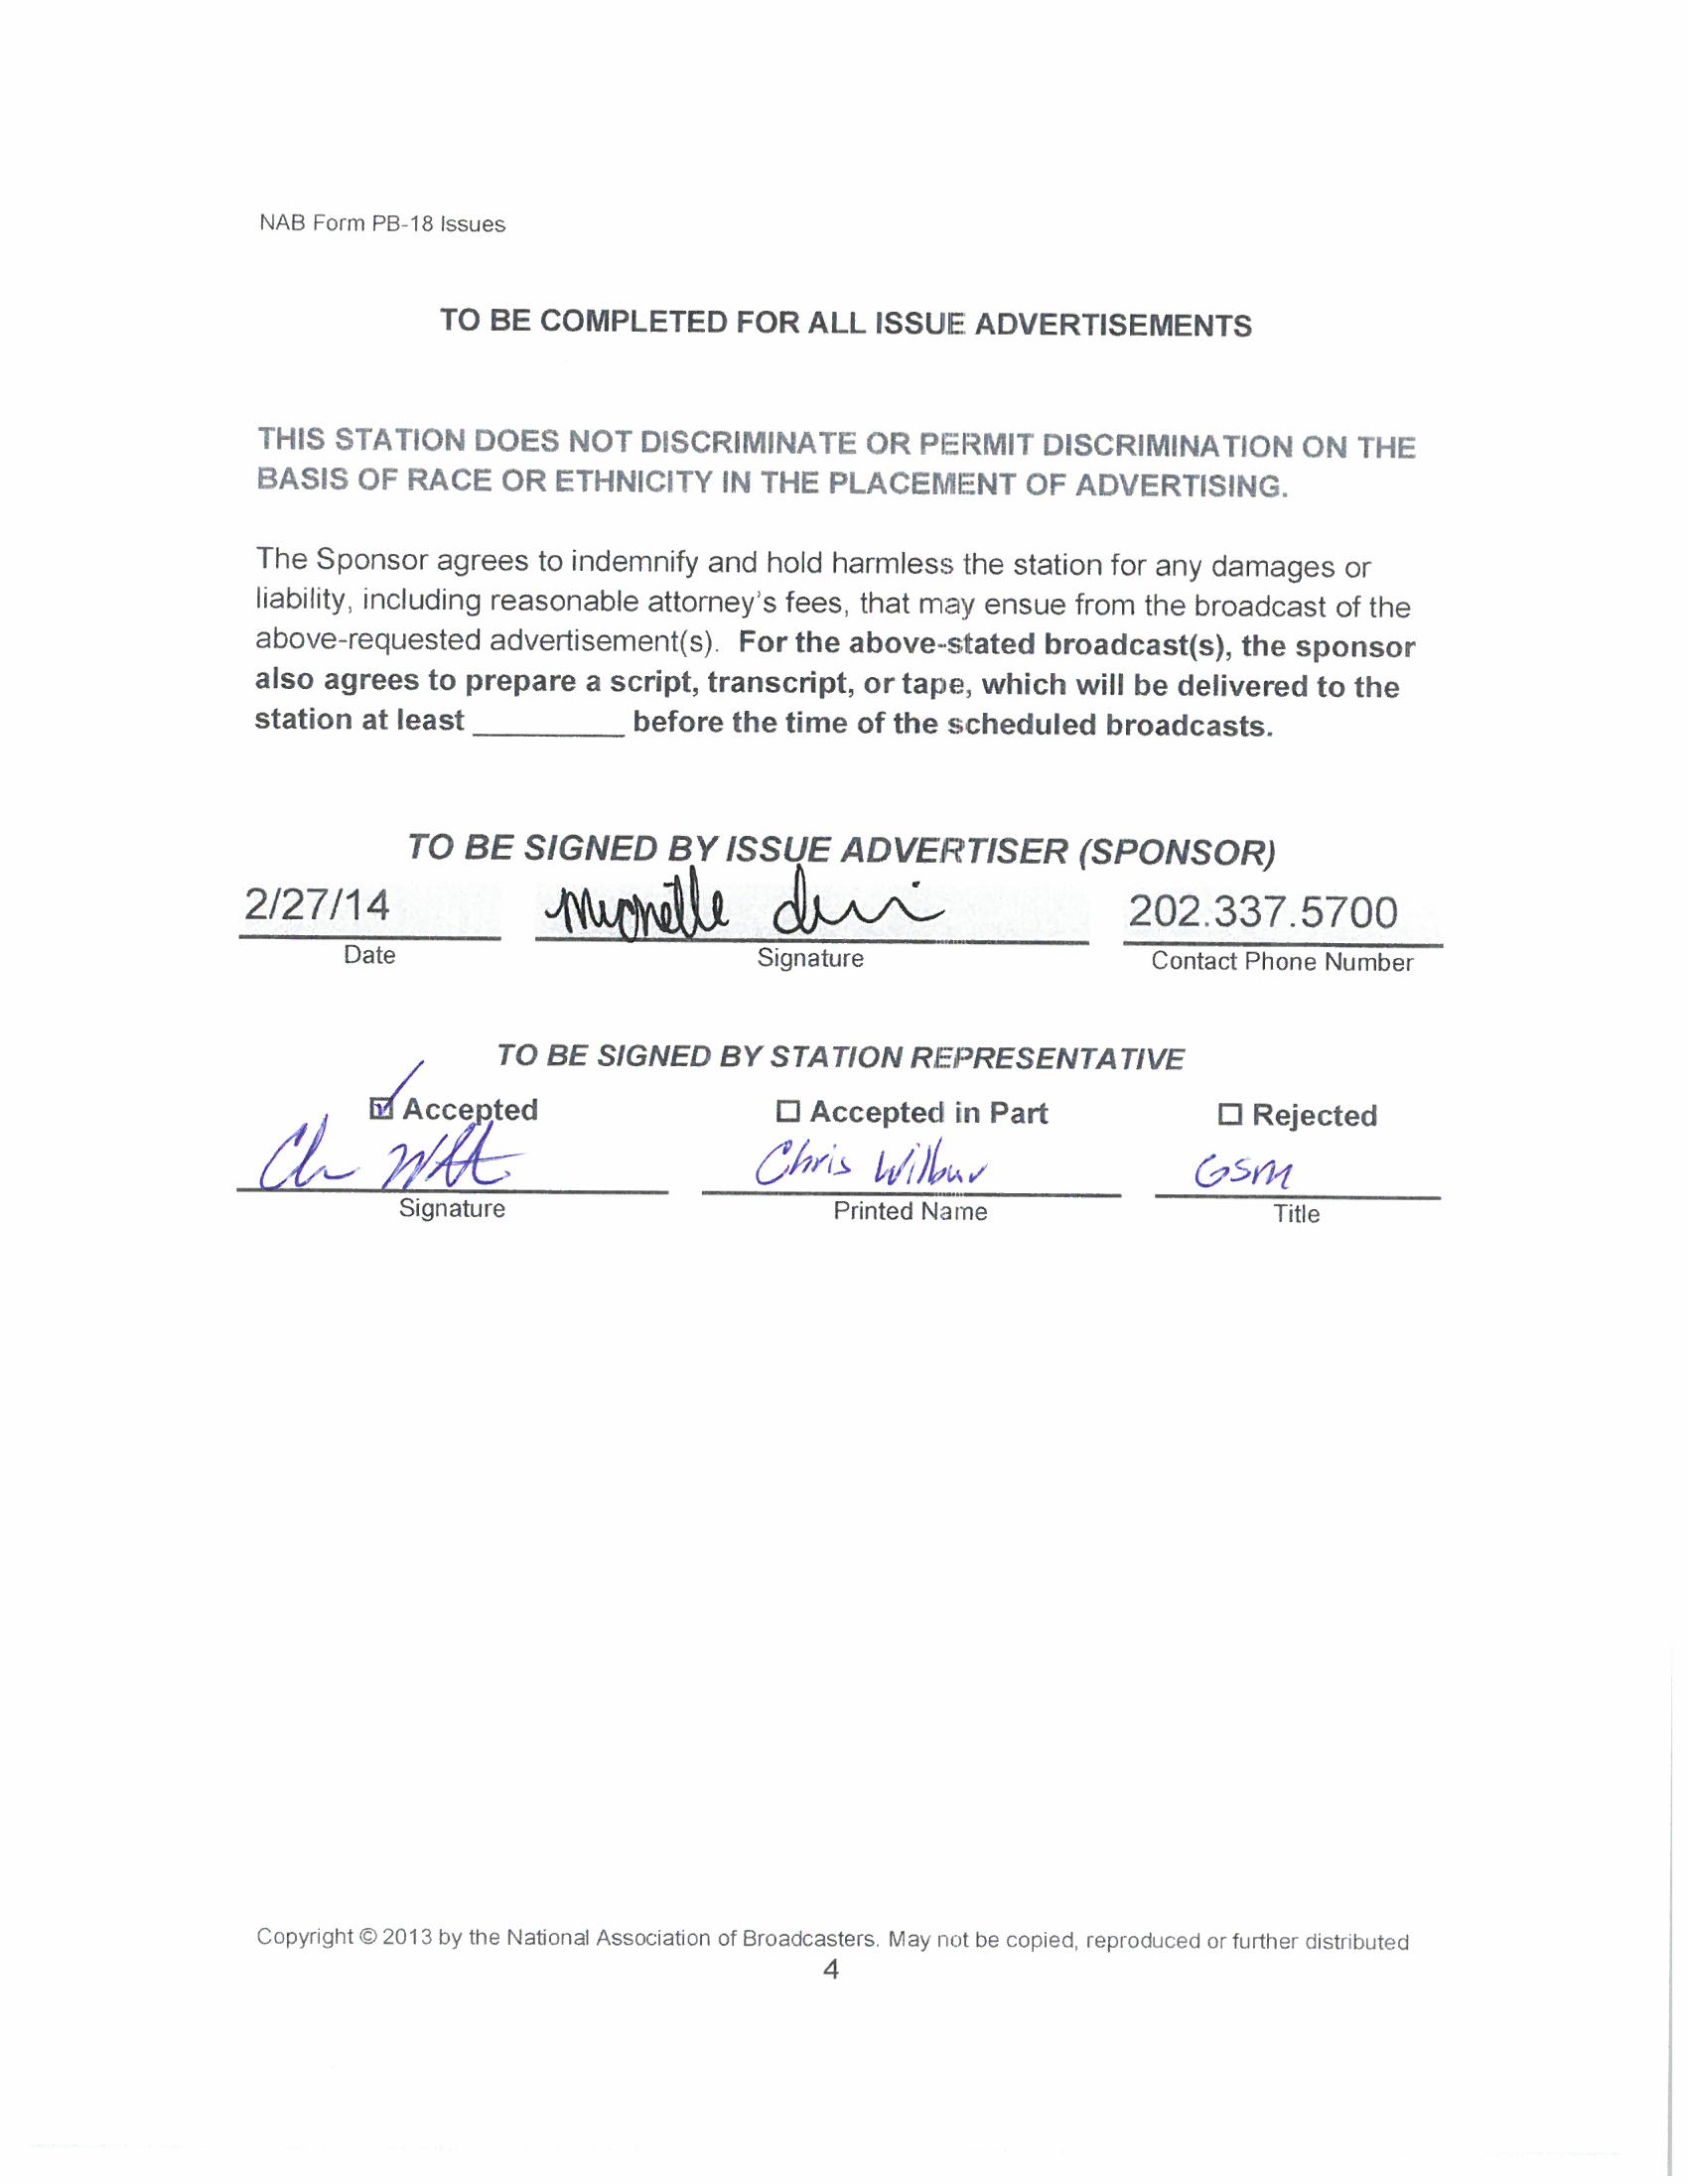 NAB Form PB-18 Issues
TO BE COMPLETED FOR ALL ISSUE ADVERTISEMENTS
THIS STATION DOES NOT DISCRIMINATE OR PERMIT DISCRIMINATION ON THE
BASIS OF RACE OR ETHNICITY IN THE PLACEMENT OF ADVERTISING.
The Sponsor agrees to indemnify and hold harmless the station for any damages or
liability, including reasonable attorney's fees, that may ensue from the broadcast of the
above-requested advertisement(s). For the above-stated broadcast(s), the sponsor
also agrees to prepare a script, transcript, or tape, which will be delivered to the
station at least _________ before the time of the scheduled broadcasts.
TO BE SIGNED BY ISSUE ADVERTISER (SPONSOR)
2/27/14 202.337.5700
Date Signature Contact Phone Number
TO BE SIGNED BY STATION REPRESENTATIVE
☑ Accepted ☐ Accepted in Part ☐ Rejected
Chris Wilbur GSM
Signature Printed Name Title
Copyright © 2013 by the National Association of Broadcasters. May not be copied, reproduced or further distributed
4